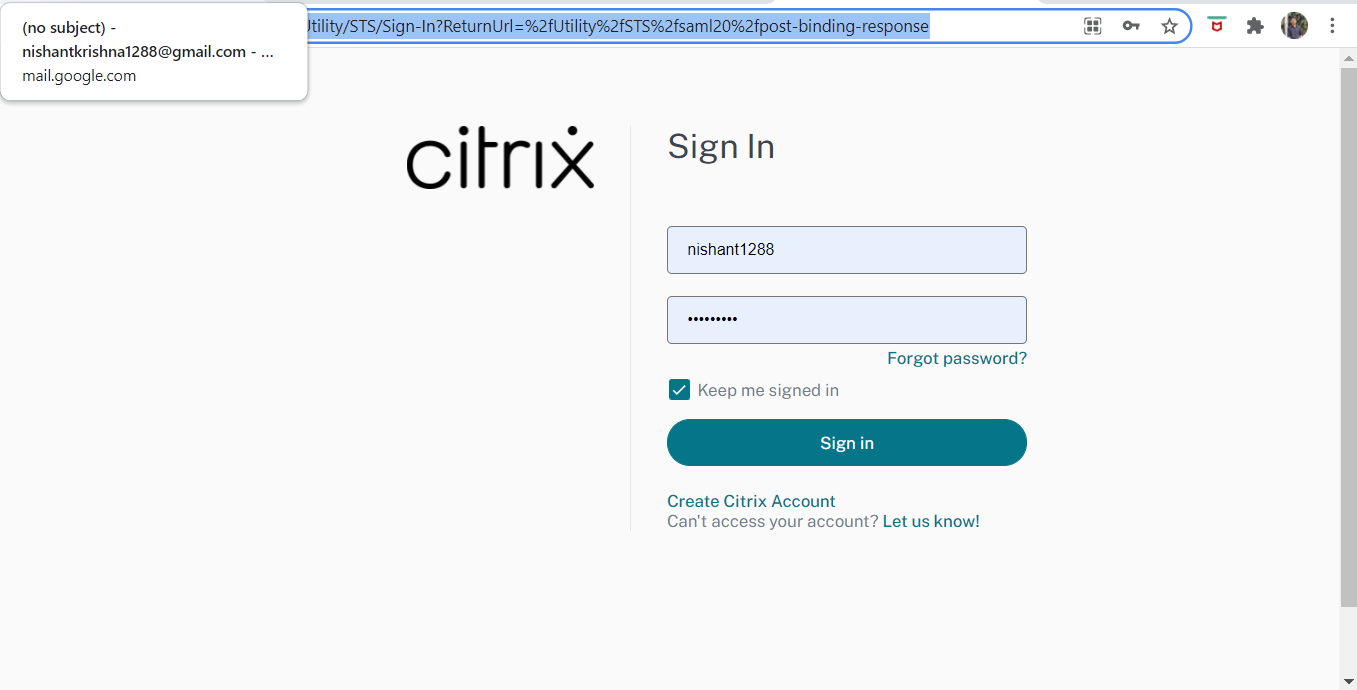 (no subject) -
nishantkrishna1288@gmail.com - ...
mail.google.com
Utility/STS/Sign-In?ReturnUrl=%2fUtility%2fSTS%2fsaml20%2fpost-binding-response
citrix
Sign In
nishant1288
•••••••••
Forgot password?
Keep me signed in
Sign in
Create Citrix Account
Can't access your account? Let us know!